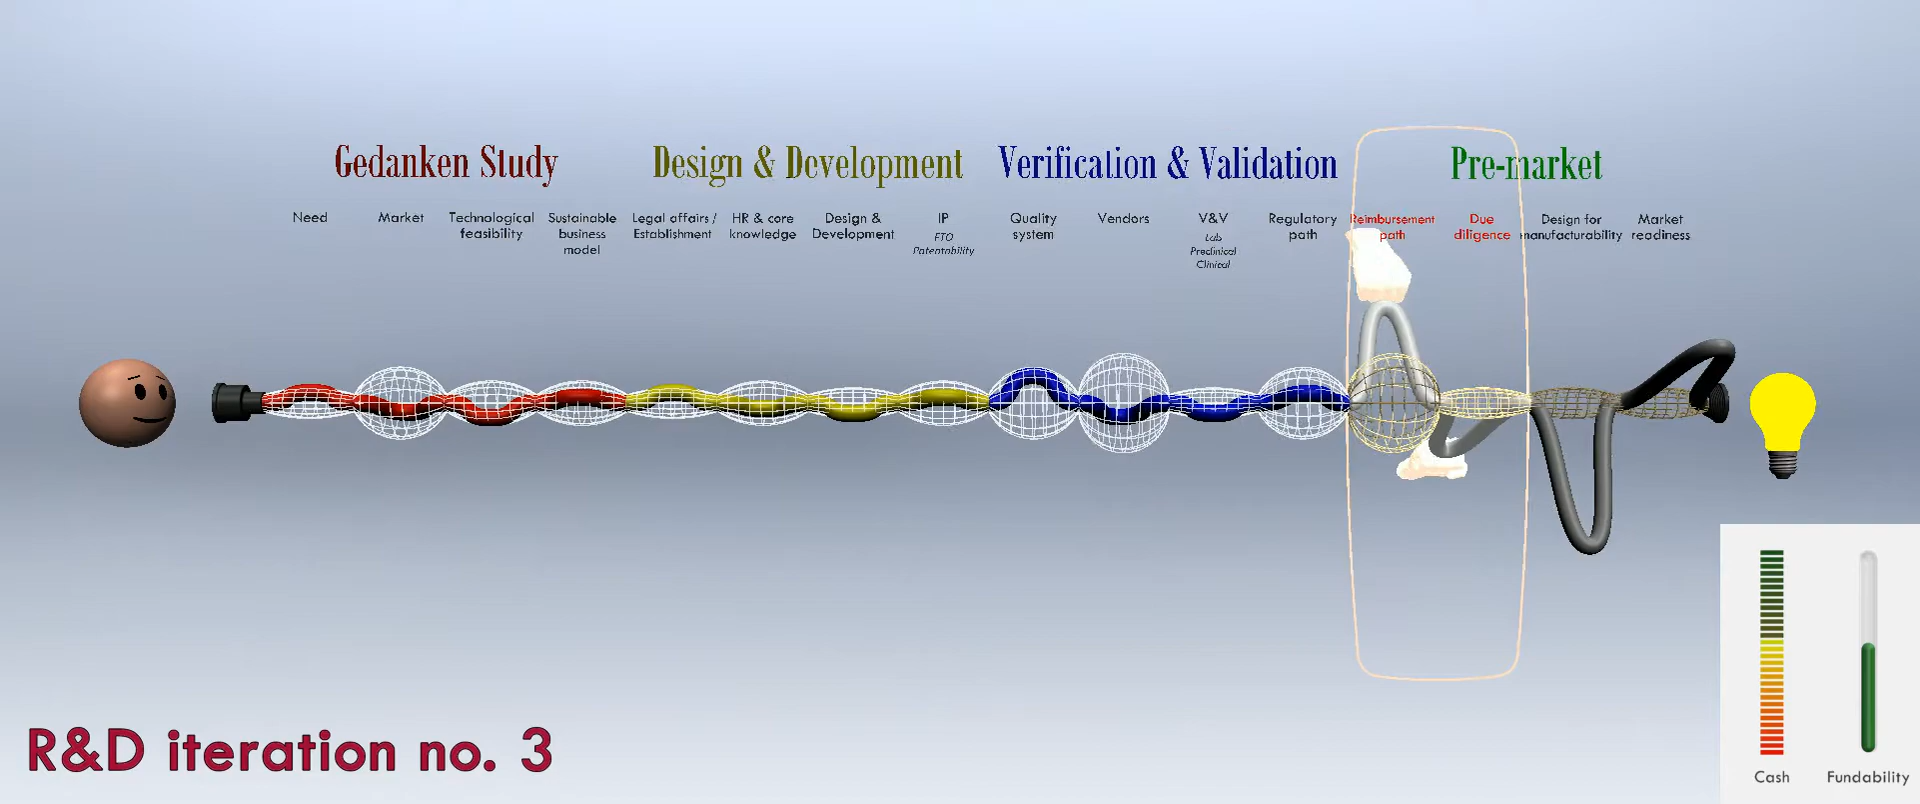 Gedanken Study
Design & Development
Verification & Validation
Pre-market
Need
Market
Technological
feasibility
Sustainable
business
model
Legal affairs /
Establishment
HR & core
knowledge
Design &
Development
IP
FTO
Patentability
Quality
system
Vendors
V&V
Lab
Preclinical
Clinical
Regulatory
path
Reimbursement
path
Due
diligence
Design for
manufacturability
Market
readiness
R&D iteration no. 3
Cash
Fundability